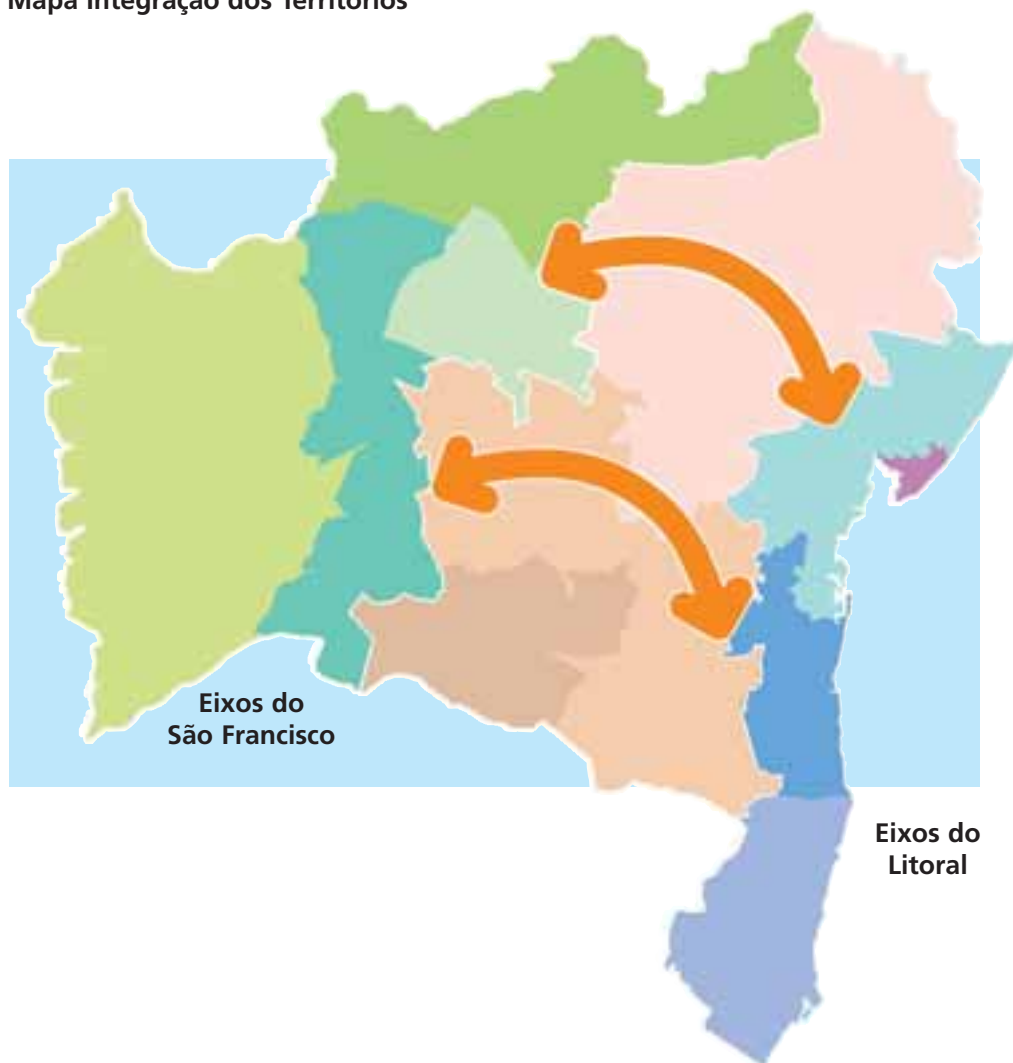 Mapa Integração dos Territórios
Eixos do
São Francisco
Eixos do
Litoral